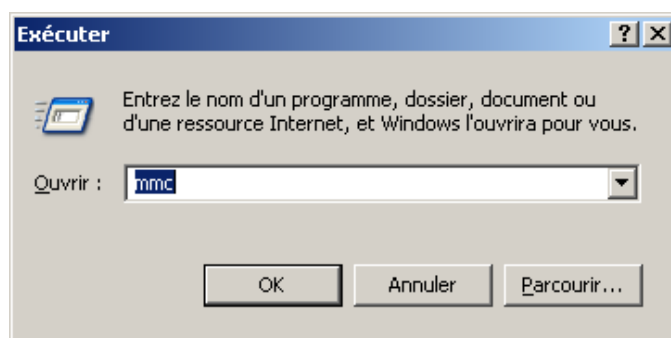 Exécuter
Entrez le nom d'un programme, dossier, document ou
d'une ressource Internet, et Windows l'ouvrira pour vous.
Ouvrir : mmc
OK Annuler Parcourir...